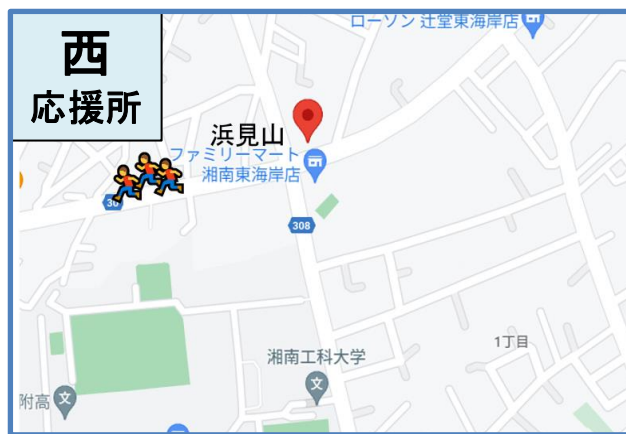 西
応援所
ローソン 辻堂東海岸店
浜見山
ファミリーマート
湘南東海岸店
30
308
1丁目
湘南工科大学
文
附高
文